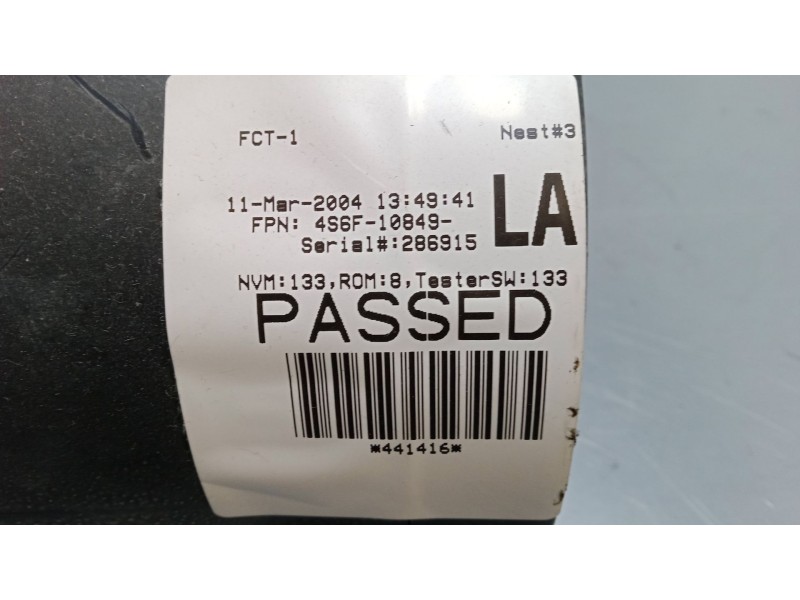 FCT-1 Nest#3
11-Mar-2004 13:49:41
FPN: 4S6F-10849- LA
Serial#:286915
NVM:133,ROM:8,TesterSW:133
PASSED
*441416*